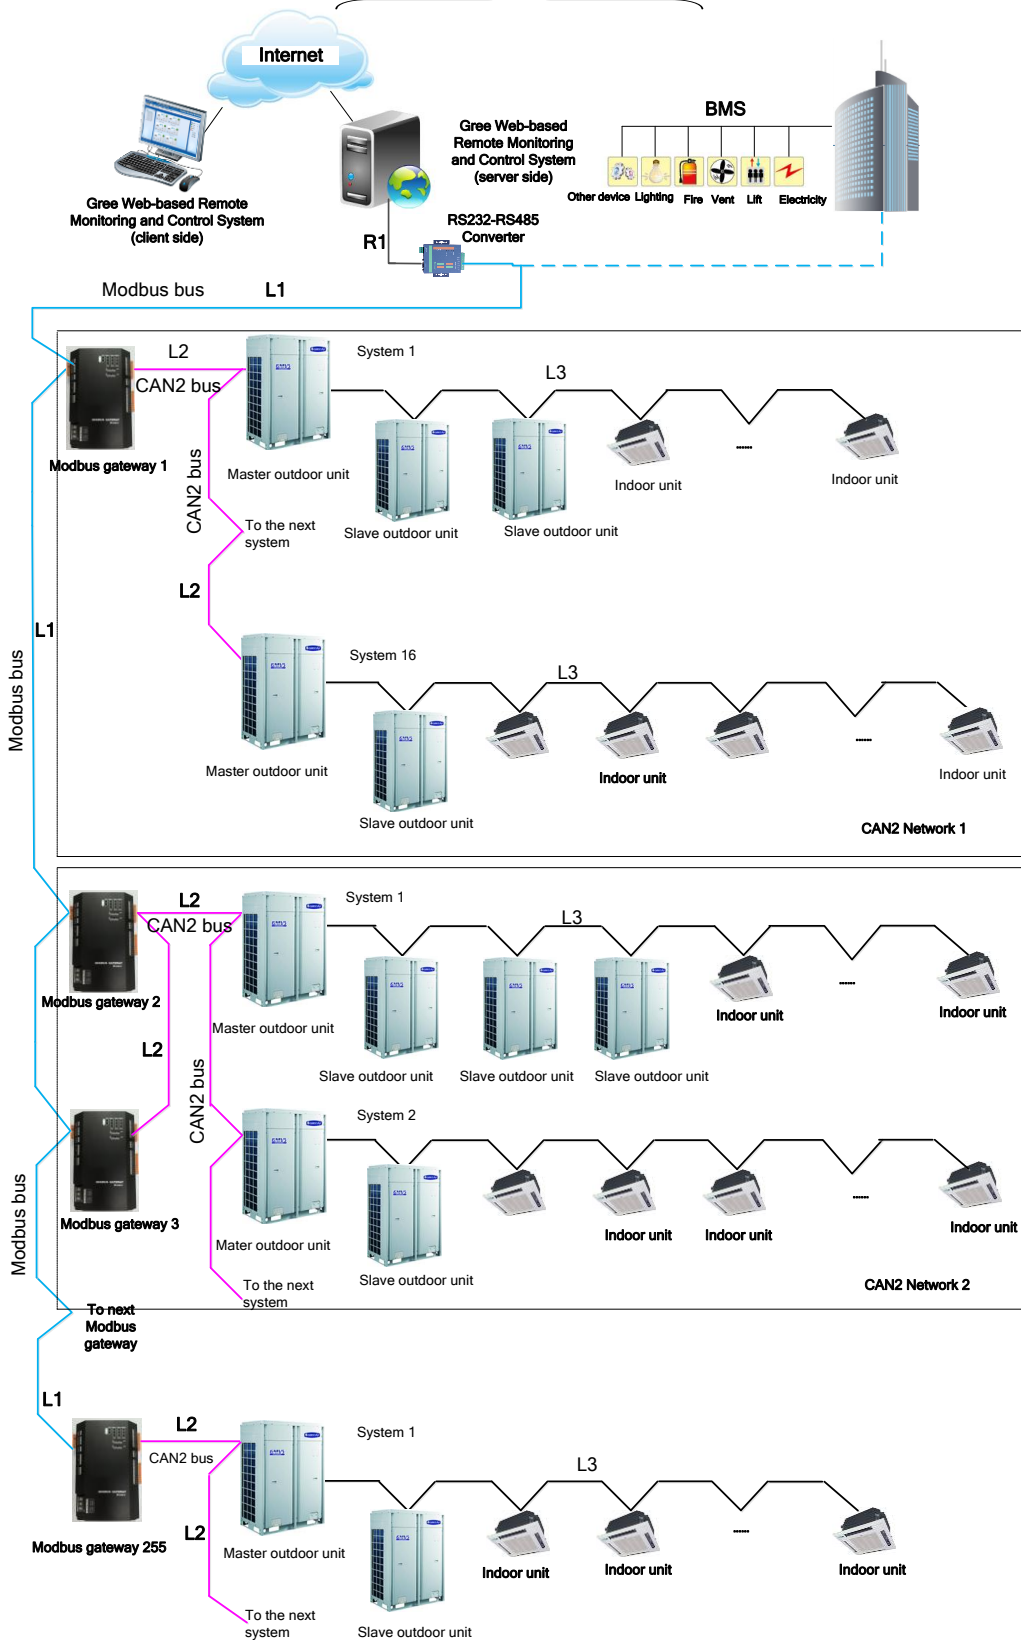 Internet
Gree Web-based
Remote Monitoring
and Control System
(server side)
BMS
Other device
Lighting
Fire
Vent
Lift
Electricity
Gree Web-based Remote
Monitoring and Control System
(client side)
R1
RS232-RS485
Converter
Modbus bus
L1
L2
CAN2 bus
System 1
L3
Modbus gateway 1
CAN2 bus
Master outdoor unit
Slave outdoor unit
Slave outdoor unit
Indoor unit
......
Indoor unit
To the next
system
L2
L1
Modbus bus
System 16
L3
Master outdoor unit
Slave outdoor unit
Indoor unit
......
Indoor unit
CAN2 Network 1
L2
CAN2 bus
System 1
L3
Modbus gateway 2
Master outdoor unit
Slave outdoor unit
Slave outdoor unit
Slave outdoor unit
Indoor unit
......
Indoor unit
L2
CAN2 bus
System 2
Modbus bus
Modbus gateway 3
Mater outdoor unit
Slave outdoor unit
Indoor unit
Indoor unit
......
Indoor unit
To the next
system
CAN2 Network 2
To next
Modbus
gateway
L1
L2
CAN2 bus
System 1
L3
L2
Modbus gateway 255
Master outdoor unit
Slave outdoor unit
Indoor unit
Indoor unit
......
Indoor unit
To the next
system